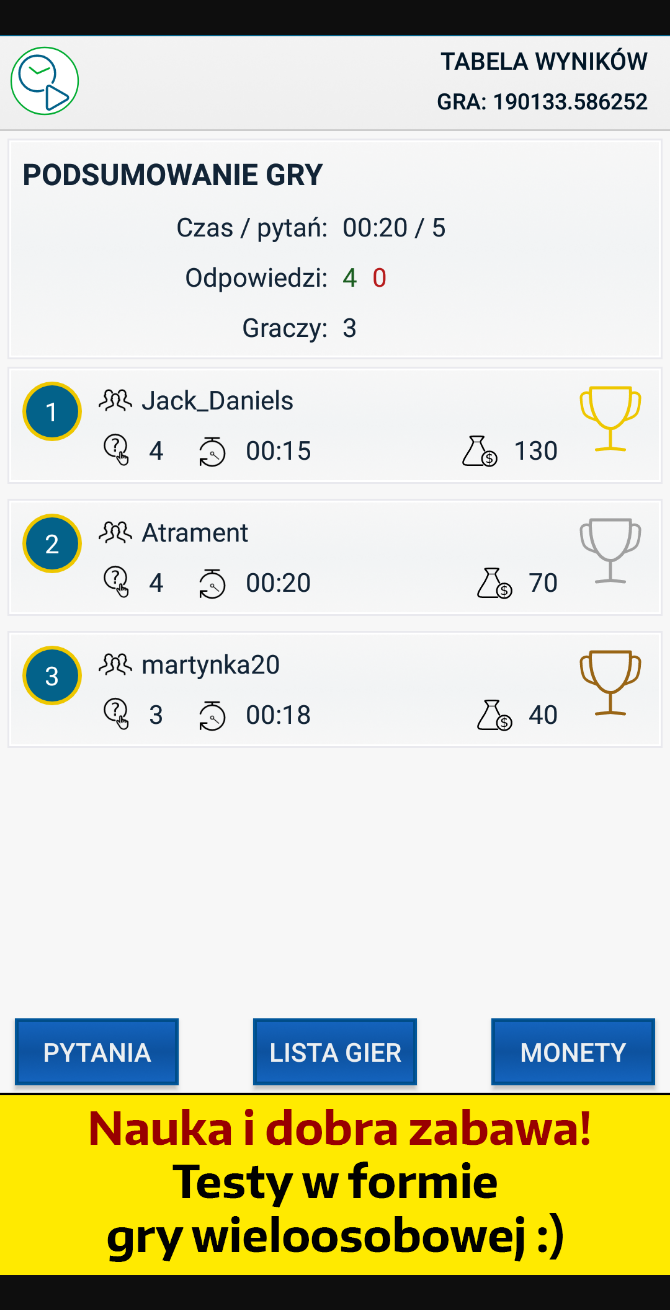 TABELA WYNIKÓW
GRA: 190133.586252
PODSUMOWANIE GRY
Czas / pytań: 00:20 / 5
Odpowiedzi: 4 0
Graczy: 3
1 Jack_Daniels
4 00:15 130
2 Atrament
4 00:20 70
3 martynka20
3 00:18 40
PYTANIA LISTA GIER MONETY
Nauka i dobra zabawa!
Testy w formie
gry wieloosobowej :)